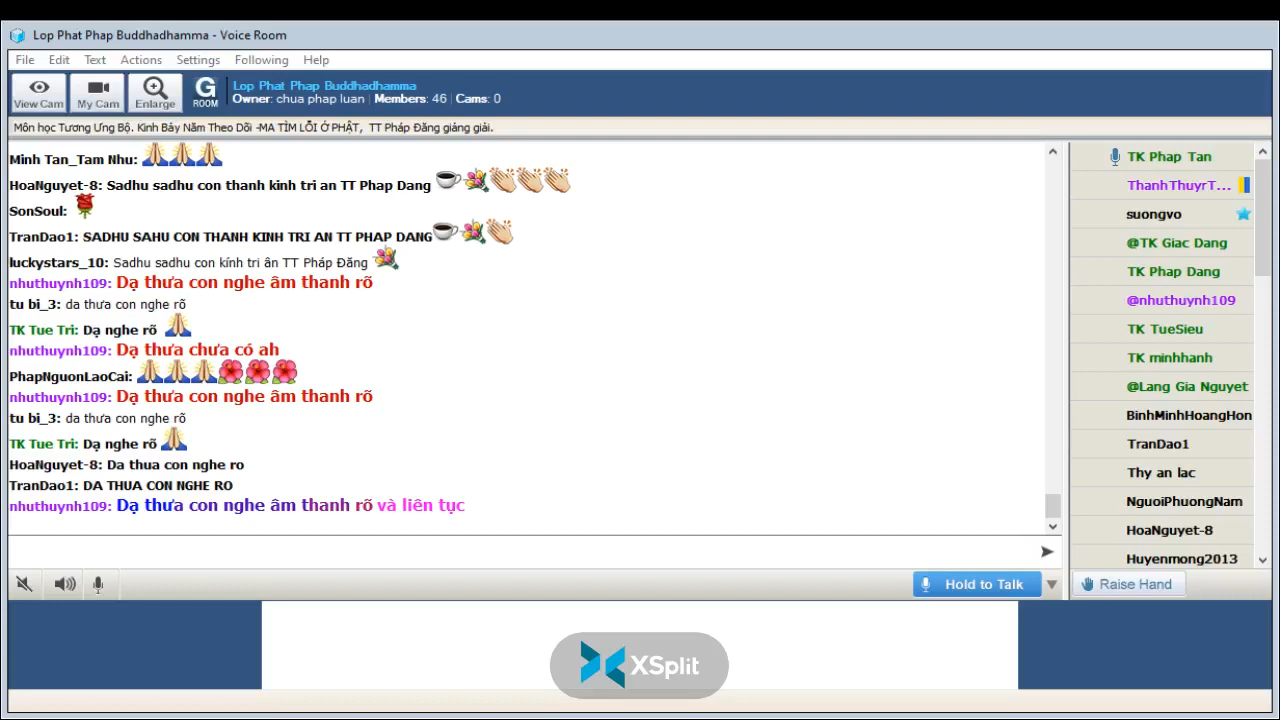 Lop Phat Phap Buddhadhamma - Voice Room
File Edit Text Actions Settings Following Help
View Cam My Cam Enlarge G ROOM
Lop Phat Phap Buddhadhamma
Owner: chua phap luan | Members: 46 | Cams: 0
Môn học Tương Ưng Bộ. Kinh Bảy Năm Theo Dõi -MA TÌM LỖI Ở PHẬT, TT Pháp Đăng giảng giải.
Minh Tan_Tam Nhu:
HoaNguyet-8: Sadhu sadhu con thanh kinh tri an TT Phap Dang
SonSoul:
TranDao1: SADHU SAHU CON THANH KINH TRI AN TT PHAP DANG
luckystars_10: Sadhu sadhu con kính tri ân TT Pháp Đăng
nhuthuynh109: Dạ thưa con nghe âm thanh rõ
tu bi_3: da thưa con nghe rõ
TK Tue Tri: Dạ nghe rõ
nhuthuynh109: Dạ thưa chưa có ah
PhapNguonLaoCai:
nhuthuynh109: Dạ thưa con nghe âm thanh rõ
tu bi_3: da thưa con nghe rõ
TK Tue Tri: Dạ nghe rõ
HoaNguyet-8: Da thua con nghe ro
TranDao1: DA THUA CON NGHE RO
nhuthuynh109: Dạ thưa con nghe âm thanh rõ và liên tục
TK Phap Tan
ThanhThuyrT...
suongvo
@TK Giac Dang
TK Phap Dang
@nhuthuynh109
TK TueSieu
TK minhhanh
@Lang Gia Nguyet
BinhMinhHoangHon
TranDao1
Thy an lac
NguoiPhuongNam
HoaNguyet-8
Huyenmong2013
Hold to Talk
Raise Hand
XSplit